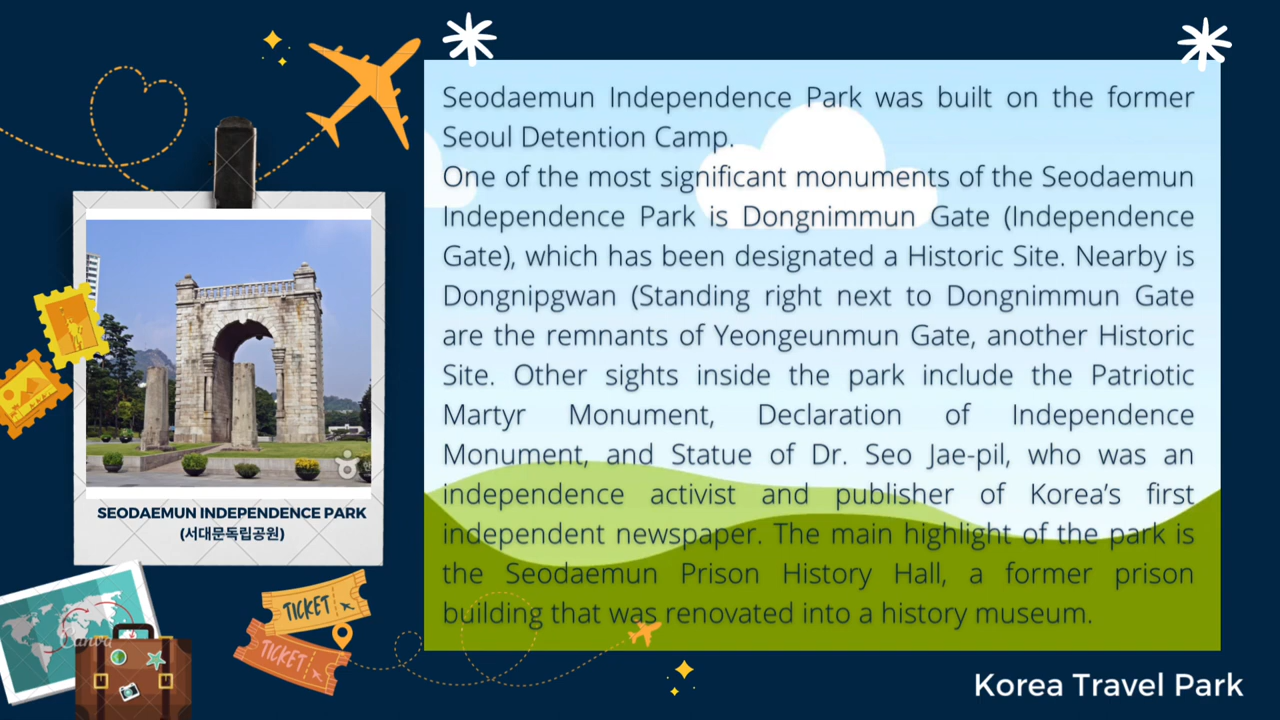 Seodaemun Independence Park was built on the former
Seoul Detention Camp.
One of the most significant monuments of the Seodaemun
Independence Park is Dongnimmun Gate (Independence
Gate), which has been designated a Historic Site. Nearby is
Dongnipgwan (Standing right next to Dongnimmun Gate
are the remnants of Yeongeunmun Gate, another Historic
Site. Other sights inside the park include the Patriotic
Martyr Monument, Declaration of Independence
Monument, and Statue of Dr. Seo Jae-pil, who was an
independence activist and publisher of Korea's first
independent newspaper. The main highlight of the park is
the Seodaemun Prison History Hall, a former prison
building that was renovated into a history museum.
SEODAEMUN INDEPENDENCE PARK
(서대문독립공원)
TICKET
TICKET
Canva
Korea Travel Park